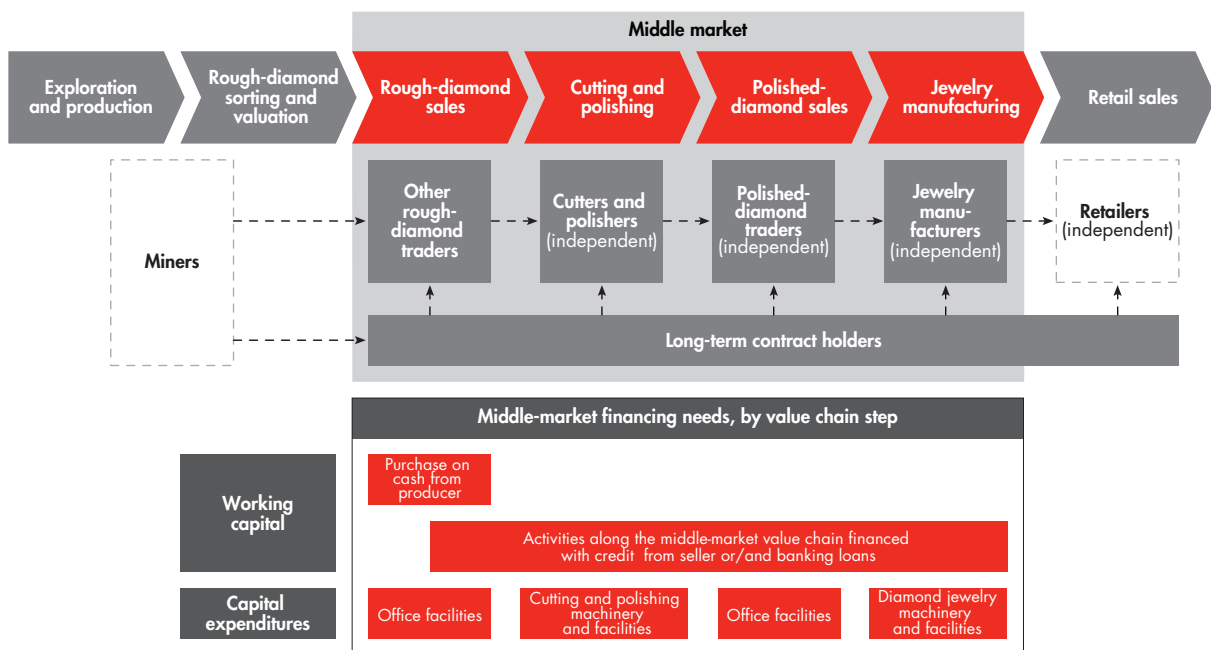 Middle market
Exploration
and production
Rough-diamond
sorting and
valuation
Rough-diamond
sales
Cutting and
polishing
Polished-
diamond sales
Jewelry
manufacturing
Retail sales
Miners
Other
rough-
diamond
traders
Cutters and
polishers
(independent)
Polished-
diamond
traders
(independent)
Jewelry
manu-
facturers
(independent)
Retailers
(independent)
Long-term contract holders
Middle-market financing needs, by value chain step
Working
capital
Purchase on
cash from
producer
Activities along the middle-market value chain financed
with credit from seller or/and banking loans
Capital
expenditures
Office facilities
Cutting and polishing
machinery
and facilities
Office facilities
Diamond jewelry
machinery
and facilities